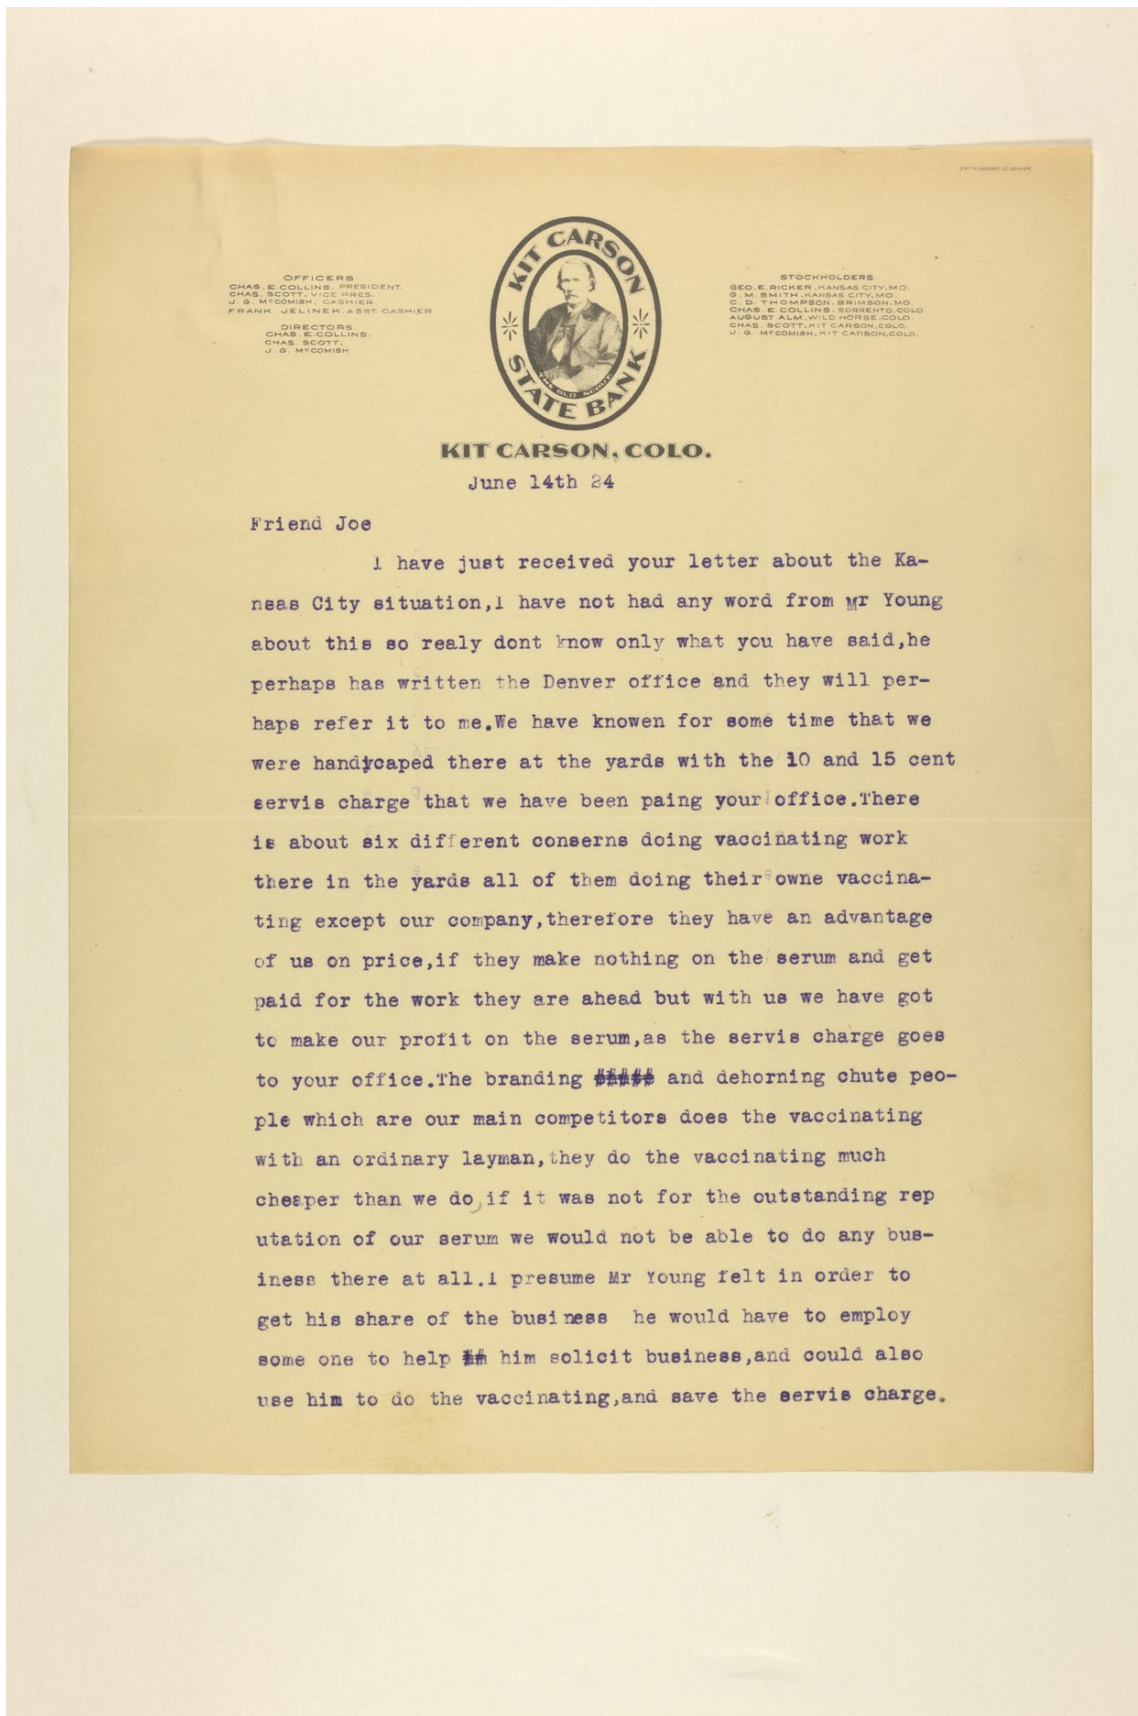 OFFICERS
CHAS. E. COLLINS, PRESIDENT.
CHAS. SCOTT, VICE PRES.
J. G. McCOMISH, CASHIER
FRANK JELINEK, ASST CASHIER
DIRECTORS
CHAS. E. COLLINS.
CHAS. SCOTT.
J. G. McCOMISH
KIT CARSON
THE OLD SCOUT
STATE BANK
STOCKHOLDERS
GEO. E. RICKER, KANSAS CITY, MO.
G. M. SMITH, KANSAS CITY, MO.
C. D. THOMPSON, BRIMSON, MO.
CHAS. E COLLINS, SORRENTO, COLO
AUGUST ALM, WILD HORSE, COLO.
CHAS. SCOTT, KIT CARSON, COLO.
J. G. McCOMISH, KIT CARSON, COLO.
KIT CARSON, COLO.
June 14th 24
Friend Joe
I have just received your letter about the Ka-
nsas City situation,I have not had any word from Mr Young
about this so realy dont know only what you have said,he
perhaps has written the Denver office and they will per-
haps refer it to me.We have knowen for some time that we
were handycaped there at the yards with the 10 and 15 cent
servis charge that we have been paing your office.There
is about six different conserns doing vaccinating work
there in the yards all of them doing their owne vaccina-
ting except our company,therefore they have an advantage
of us on price,if they make nothing on the serum and get
paid for the work they are ahead but with us we have got
to make our profit on the serum,as the servis charge goes
to your office.The branding ##### and dehorning chute peo-
ple which are our main competitors does the vaccinating
with an ordinary layman,they do the vaccinating much
cheaper than we do,if it was not for the outstanding rep
utation of our serum we would not be able to do any bus-
iness there at all.I presume Mr Young felt in order to
get his share of the business he would have to employ
some one to help ## him solicit business,and could also
use him to do the vaccinating,and save the servis charge.